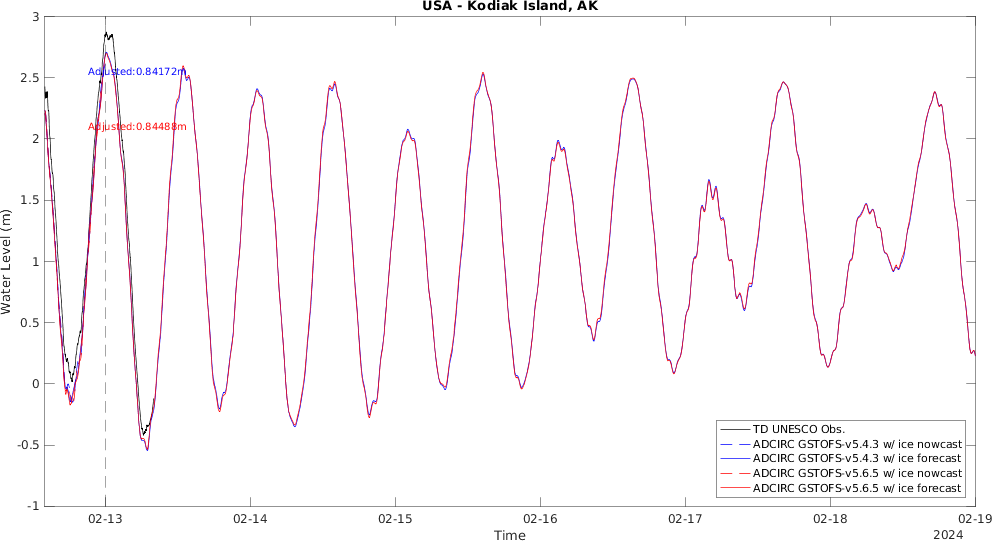 USA - Kodiak Island, AK
3
2.5
2
1.5
1
0.5
0
-0.5
-1
Water Level (m)
Adjusted:0.84172m
Adjusted:0.84488m
TD UNESCO Obs.
ADCIRC GSTOFS-v5.4.3 w/ ice nowcast
ADCIRC GSTOFS-v5.4.3 w/ ice forecast
ADCIRC GSTOFS-v5.6.5 w/ ice nowcast
ADCIRC GSTOFS-v5.6.5 w/ ice forecast
02-13 02-14 02-15 02-16 02-17 02-18 02-19
Time
2024